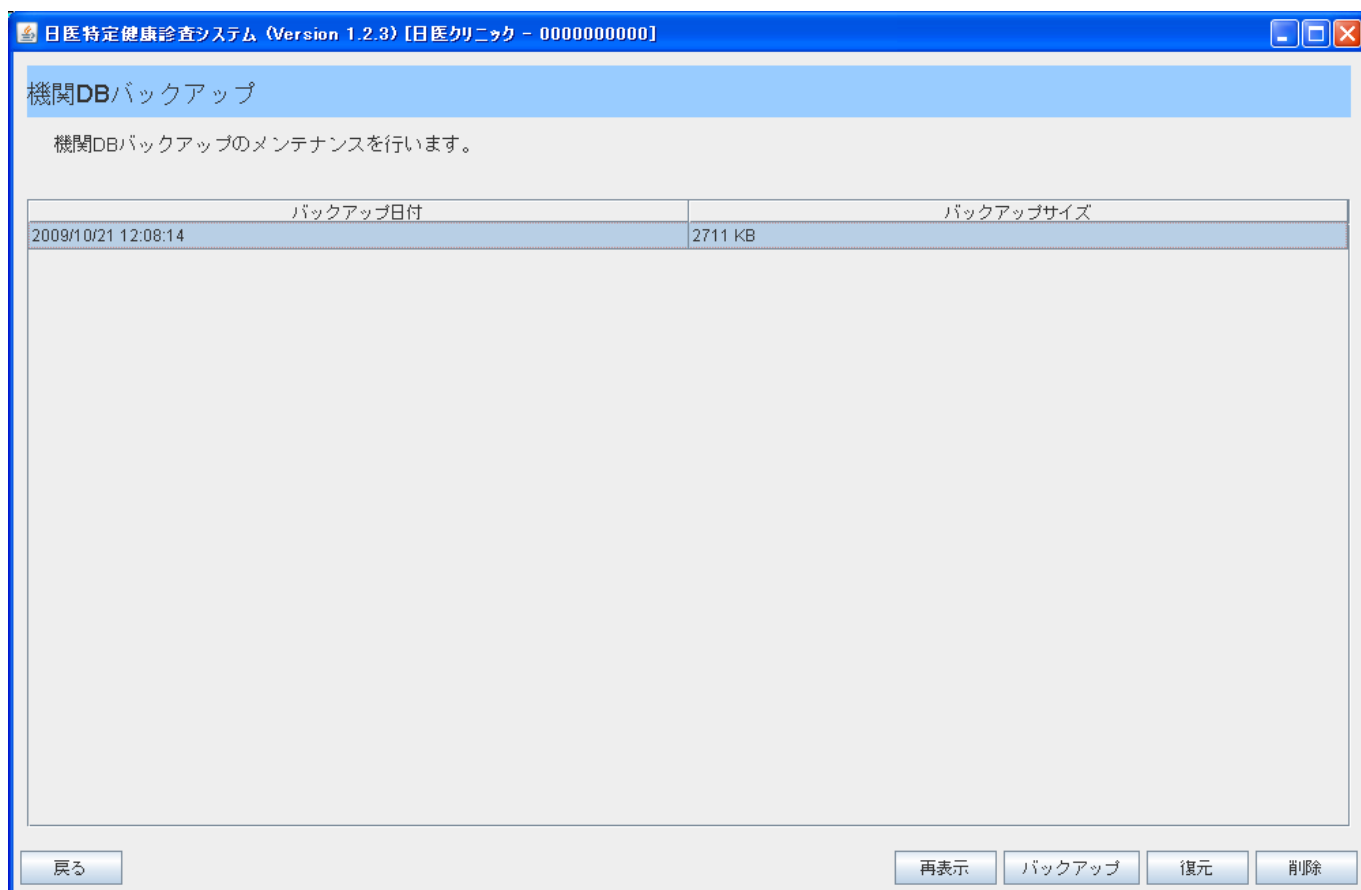 日医特定健康診査システム (Version 1.2.3) [日医クリニック - 0000000000]
機関DBバックアップ
機関DBバックアップのメンテナンスを行います。
バックアップ日付 バックアップサイズ
2009/10/21 12:08:14 2711 KB
戻る 再表示 バックアップ 復元 削除